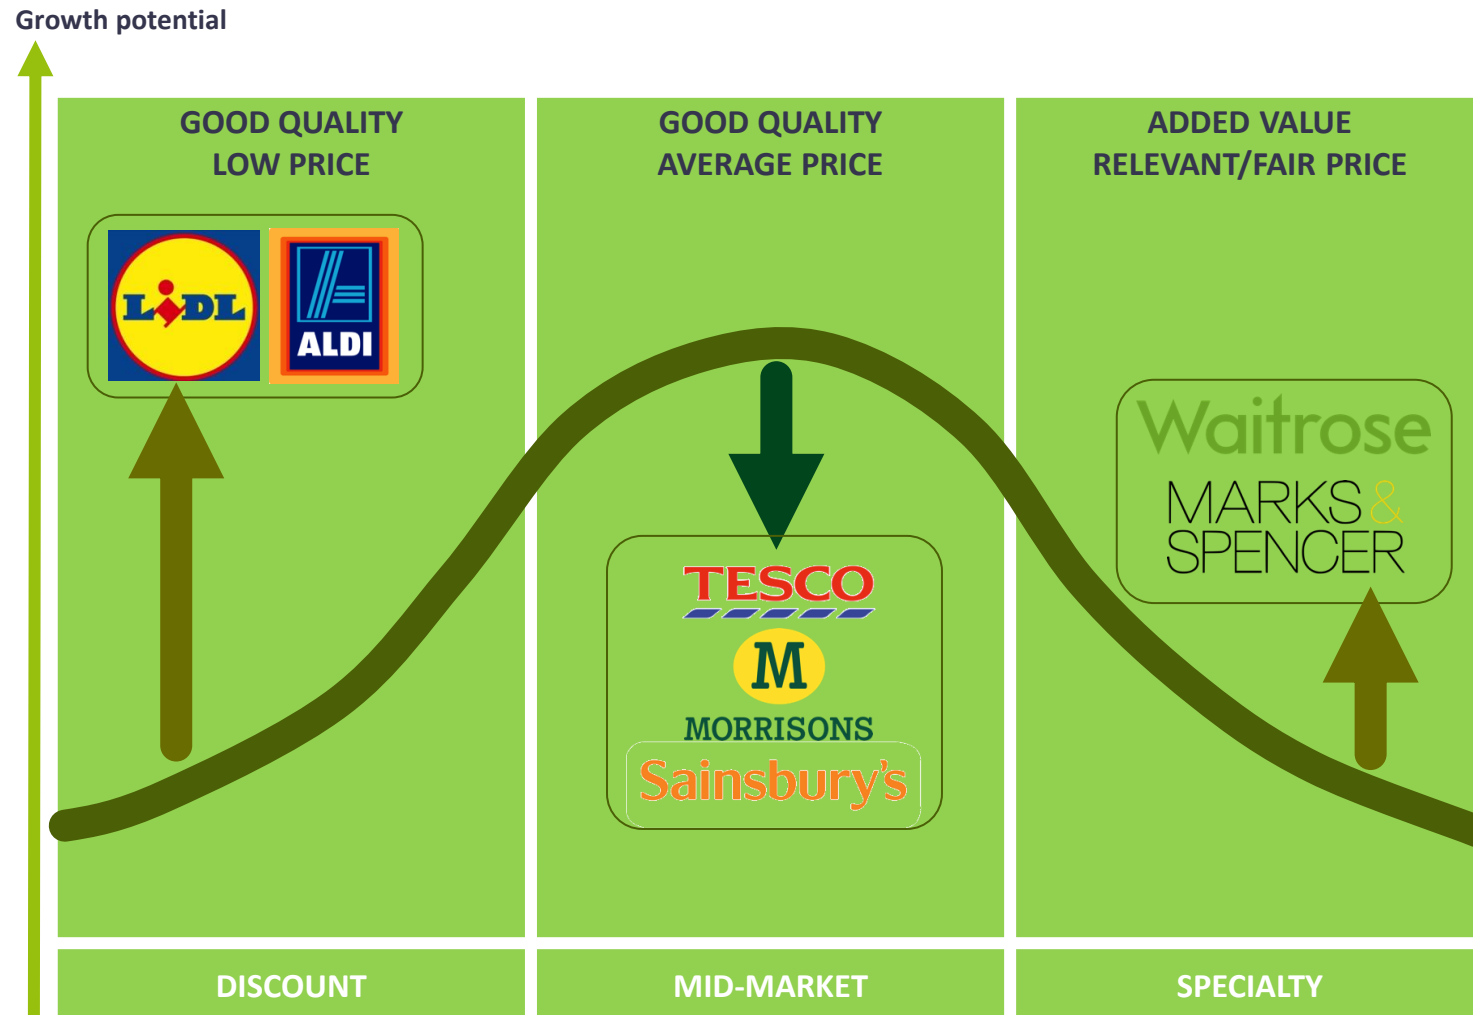 Growth potential
GOOD QUALITY
LOW PRICE
GOOD QUALITY
AVERAGE PRICE
ADDED VALUE
RELEVANT/FAIR PRICE
LIDL
ALDI
Waitrose
MARKS &
SPENCER
TESCO
M
MORRISONS
Sainsbury's
DISCOUNT
MID-MARKET
SPECIALTY